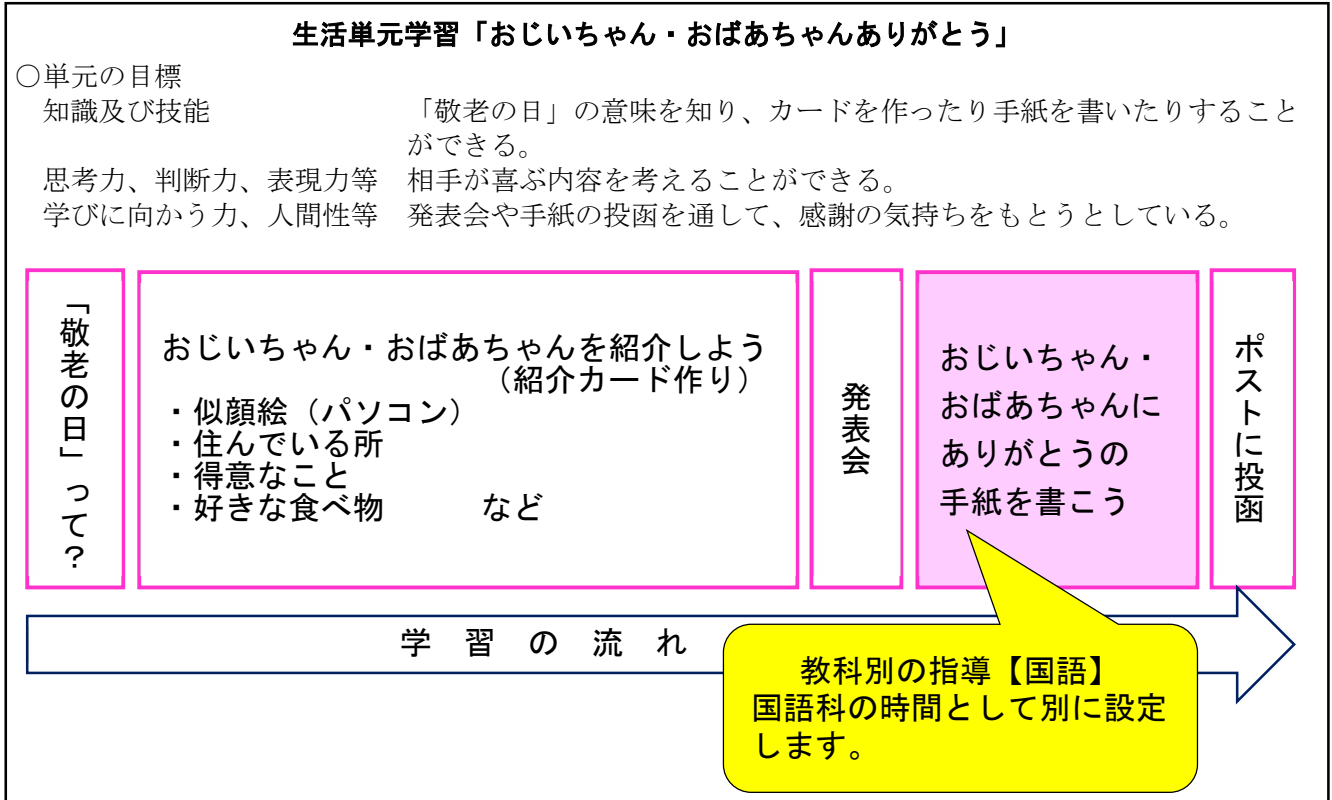 生活単元学習「おじいちゃん・おばあちゃんありがとう」
○単元の目標
知識及び技能 「敬老の日」の意味を知り、カードを作ったり手紙を書いたりすること
ができる。
思考力、判断力、表現力等 相手が喜ぶ内容を考えることができる。
学びに向かう力、人間性等 発表会や手紙の投函を通して、感謝の気持ちをもとうとしている。
「敬老の日」って？
おじいちゃん・おばあちゃんを紹介しよう
（紹介カード作り）
・似顔絵（パソコン）
・住んでいる所
・得意なこと
・好きな食べ物 など
発表会
おじいちゃん・
おばあちゃんに
ありがとうの
手紙を書こう
ポストに投函
学習の流れ
教科別の指導【国語】
国語科の時間として別に設定
します。